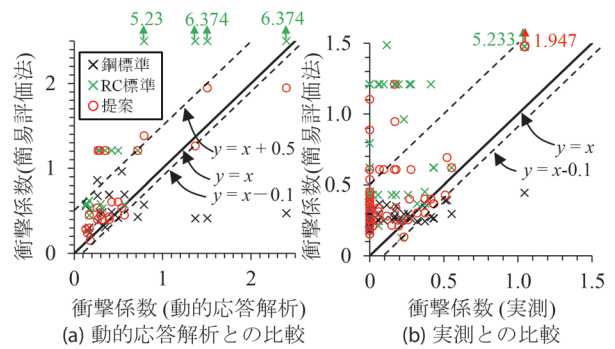 5.23
6.374
6.374
×鋼標準
×RC標準
○提案
衝撃係数(簡易評価法)
2
1
0
0
1
2
y = x + 0.5
y = x
y = x－0.1
衝撃係数 (動的応答解析)
(a) 動的応答解析との比較
5.233
1.947
衝撃係数(簡易評価法)
1.5
1.0
0.5
0
0
0.5
1.0
1.5
y = x
y = x-0.1
衝撃係数 (実測)
(b) 実測との比較